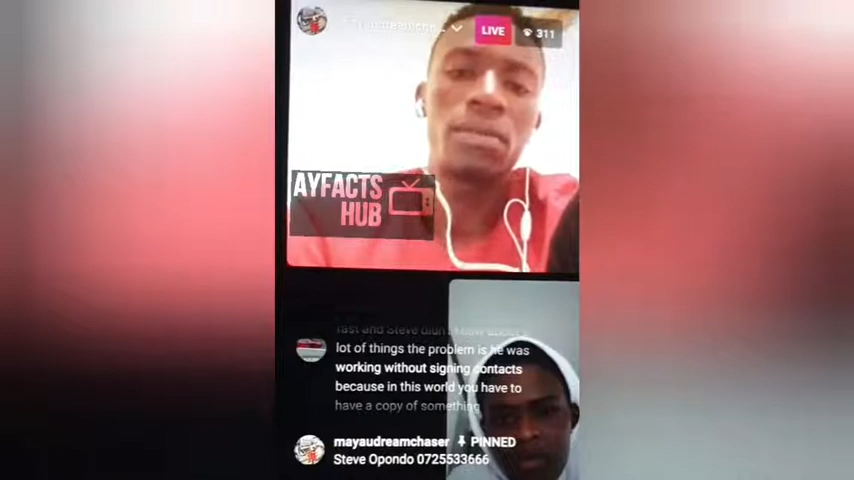 LIVE
311
AYFACTS
HUB
lot of things the problem is he was
working without signing contacts
because in this world you have to
have a copy of something
mayaudreamchaser PINNED
Steve Opondo 0725533666